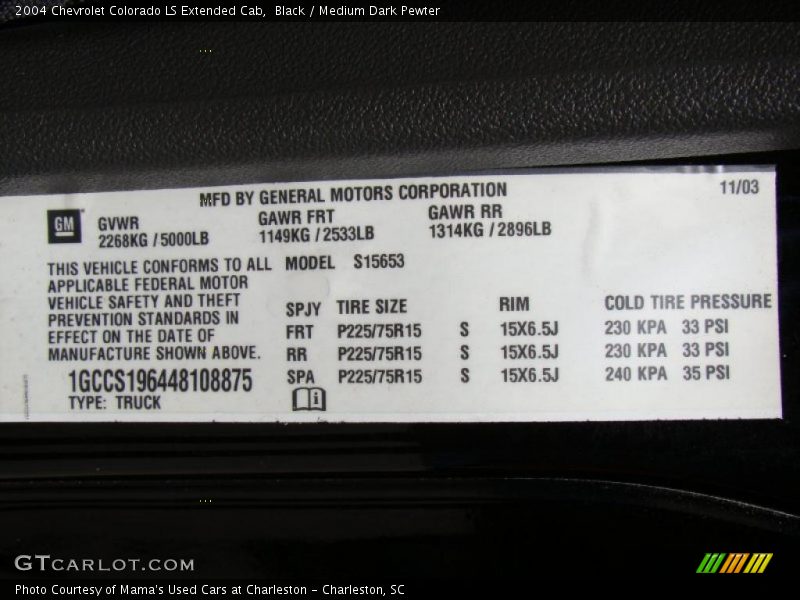 2004 Chevrolet Colorado LS Extended Cab, Black / Medium Dark Pewter
MFD BY GENERAL MOTORS CORPORATION 11/03
GM
GVWR GAWR FRT GAWR RR
2268KG / 5000LB 1149KG / 2533LB 1314KG / 2896LB
THIS VEHICLE CONFORMS TO ALL MODEL S15653
APPLICABLE FEDERAL MOTOR
VEHICLE SAFETY AND THEFT
PREVENTION STANDARDS IN
EFFECT ON THE DATE OF
MANUFACTURE SHOWN ABOVE.
SPJY TIRE SIZE RIM COLD TIRE PRESSURE
FRT P225/75R15 S 15X6.5J 230 KPA 33 PSI
RR P225/75R15 S 15X6.5J 230 KPA 33 PSI
SPA P225/75R15 S 15X6.5J 240 KPA 35 PSI
1GCCS196448108875
TYPE: TRUCK
i
GTCARLOT.COM
Photo Courtesy of Mama's Used Cars at Charleston - Charleston, SC